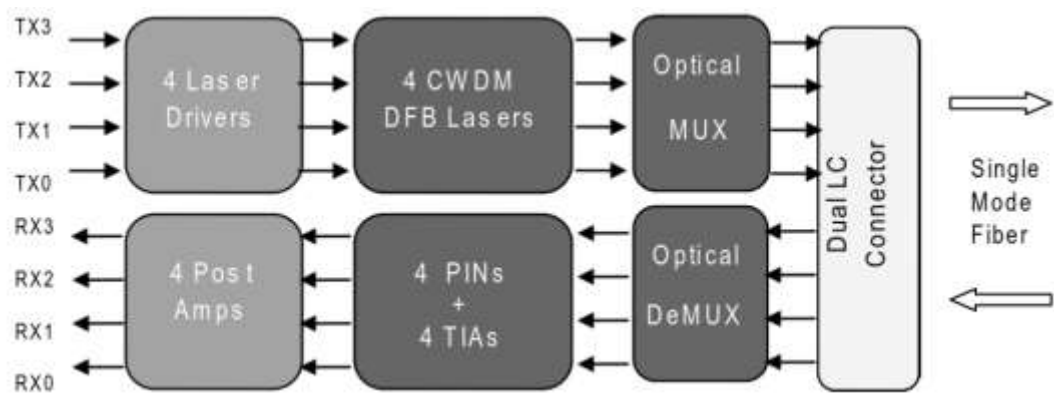 TX3
TX2
TX1
TX0
4 Laser
Drivers
4 CWDM
DFB Lasers
Optical
MUX
RX3
RX2
RX1
RX0
4 Post
Amps
4 PINs
+
4 TIAs
Optical
DeMUX
Dual LC
Connector
Single
Mode
Fiber